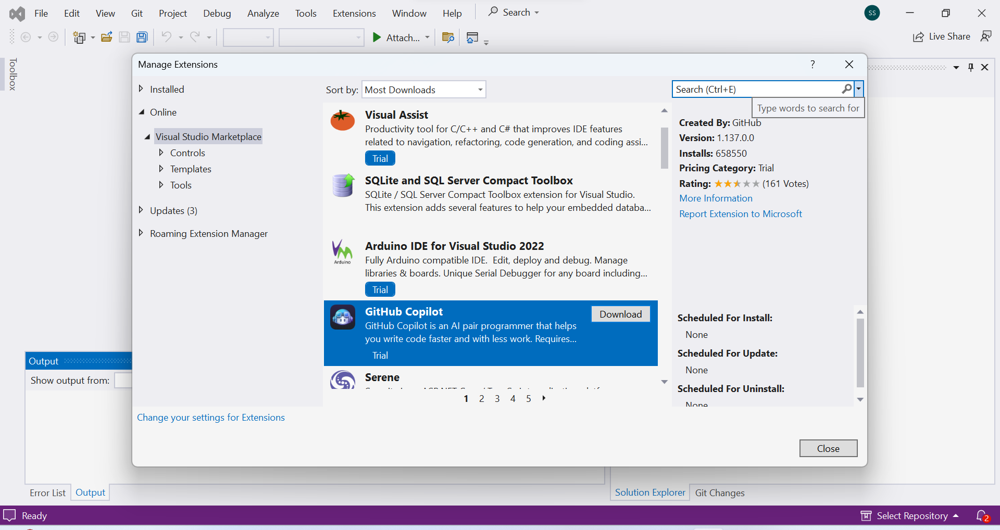 File Edit View Git Project Debug Analyze Tools Extensions Window Help Search SS
Attach... Live Share
Toolbox
Manage Extensions ?
Installed
Online
Visual Studio Marketplace
Controls
Templates
Tools
Updates (3)
Roaming Extension Manager
Change your settings for Extensions
Sort by: Most Downloads
Visual Assist
Productivity tool for C/C++ and C# that improves IDE features
related to navigation, refactoring, code generation, and coding assi...
Trial
SQLite and SQL Server Compact Toolbox
SQLite / SQL Server Compact Toolbox extension for Visual Studio.
This extension adds several features to help your embedded databa...
Arduino
Arduino IDE for Visual Studio 2022
Fully Arduino compatible IDE. Edit, deploy and debug. Manage
libraries & boards. Unique Serial Debugger for any board including...
Trial
GitHub Copilot Download
GitHub Copilot is an AI pair programmer that helps
you write code faster and with less work. Requires...
Trial
Serene
1 2 3 4 5
Search (Ctrl+E)
Type words to search for
Created By: GitHub
Version: 1.137.0.0
Installs: 658550
Pricing Category: Trial
Rating: (161 Votes)
More Information
Report Extension to Microsoft
Scheduled For Install:
None
Scheduled For Update:
None
Scheduled For Uninstall:
None
Close
Output
Show output from:
Error List Output
Solution Explorer Git Changes
Ready Select Repository 2